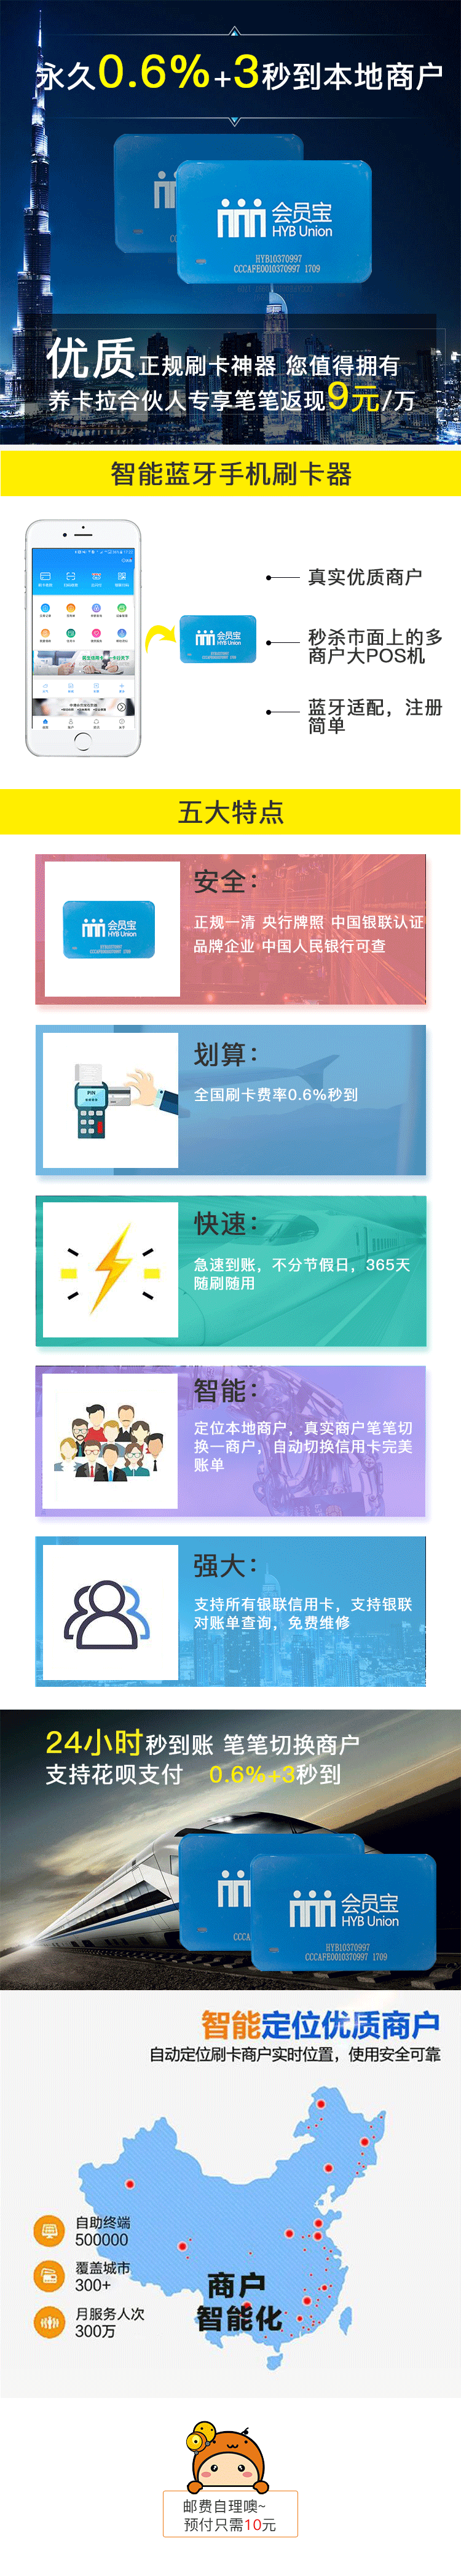 永久0.6%+3秒到本地商户
会员宝
HYB Union
HYB10370997
CCCAFE0010370997 1709
优质正规刷卡神器 您值得拥有
养卡拉合伙人专享笔笔返现9元/万
智能蓝牙手机刷卡器
真实优质商户
秒杀市面上的多
商户大POS机
蓝牙适配，注册
简单
会员宝
HYB Union
五大特点
安全：
正规一清 央行牌照 中国银联认证
品牌企业 中国人民银行可查
会员宝
HYB Union
划算：
全国刷卡费率0.6%秒到
PIN
快速：
急速到账，不分节假日，365天
随刷随用
智能：
定位本地商户，真实商户笔笔切
换一商户，自动切换信用卡完美
账单
强大：
支持所有银联信用卡，支持银联
对账单查询，免费维修
24小时秒到账 笔笔切换商户
支持花呗支付 0.6%+3秒到
会员宝
HYB Union
HYB10370997
CCCAFE0010370997 1709
智能定位优质商户
自动定位刷卡商户实时位置，使用安全可靠
自助终端
500000
覆盖城市
300+
月服务人次
300万
商户
智能化
邮费自理噢~
预付只需10元